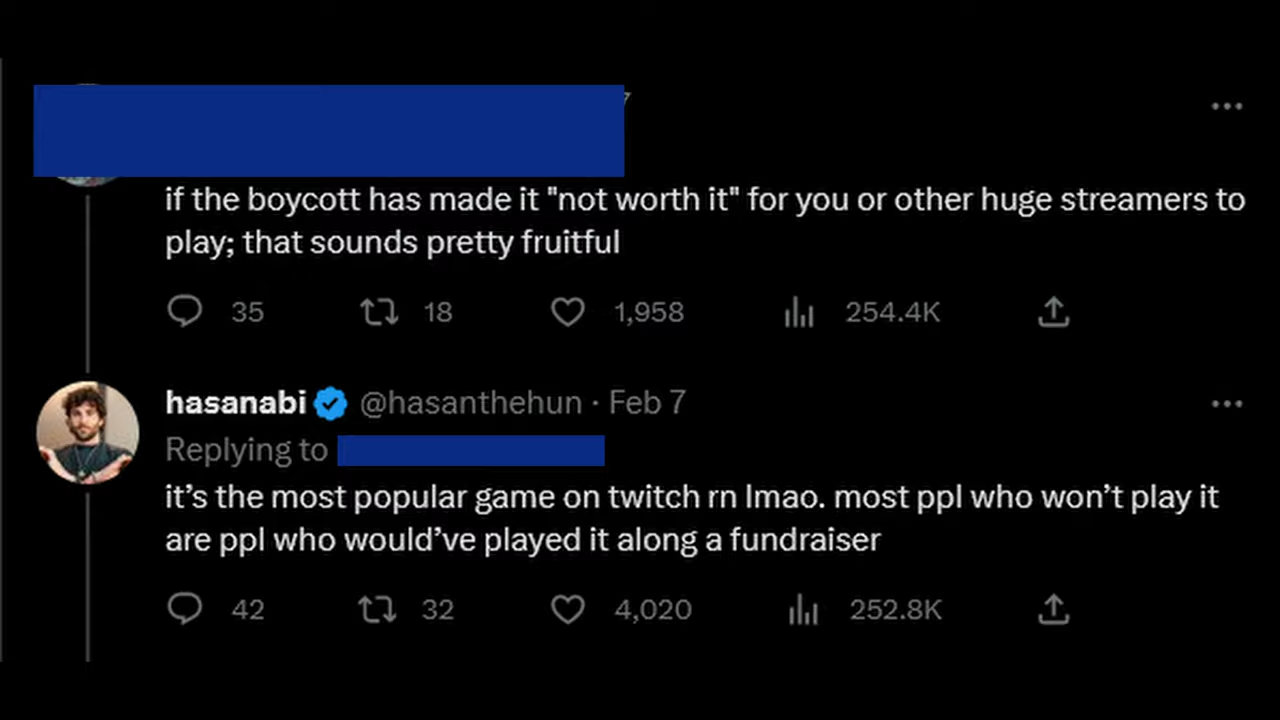 if the boycott has made it "not worth it" for you or other huge streamers to
play; that sounds pretty fruitful
35 18 1,958 254.4K
hasanabi @hasanthehun · Feb 7
Replying to
it’s the most popular game on twitch rn lmao. most ppl who won’t play it
are ppl who would’ve played it along a fundraiser
42 32 4,020 252.8K